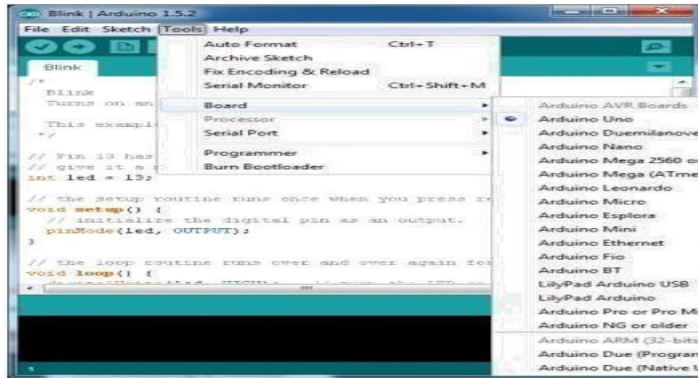 Blink | Arduino 1.5.2
File Edit Sketch Tools Help
Blink
/*
Blink
Turns on an
This exampl
*/
// Pin 13 has
// give it a
int led = 13;
// the setup routine runs once when you press re
void setup() {
// initialize the digital pin as an output.
pinMode(led, OUTPUT);
}
// the loop routine runs over and over again for
void loop() {
Auto Format Ctrl+T
Archive Sketch
Fix Encoding & Reload
Serial Monitor Ctrl+Shift+M
Board
Processor
Serial Port
Programmer
Burn Bootloader
Arduino AVR Boards
Arduino Uno
Arduino Duemilanove
Arduino Nano
Arduino Mega 2560 o
Arduino Mega (ATme
Arduino Leonardo
Arduino Micro
Arduino Esplora
Arduino Mini
Arduino Ethernet
Arduino Fio
Arduino BT
LilyPad Arduino USB
LilyPad Arduino
Arduino Pro or Pro Mi
Arduino NG or older
Arduino ARM (32-bits
Arduino Due (Program
Arduino Due (Native
1